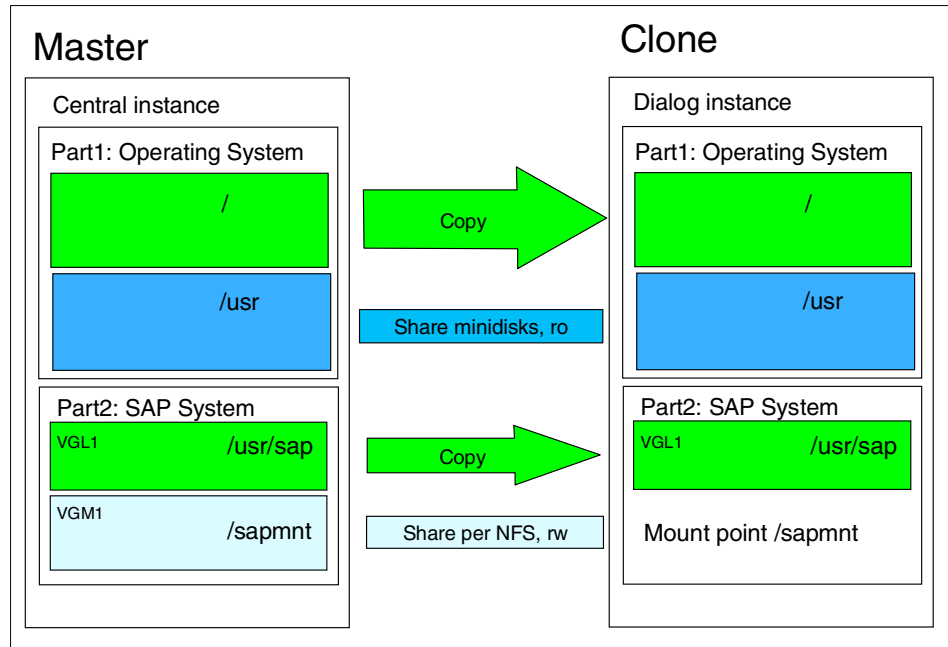 Master
Central instance
Part1: Operating System
/
/usr
Part2: SAP System
VGL1
/usr/sap
VGM1
/sapmnt
Copy
Share minidisks, ro
Copy
Share per NFS, rw
Clone
Dialog instance
Part1: Operating System
/
/usr
Part2: SAP System
VGL1
/usr/sap
Mount point /sapmnt